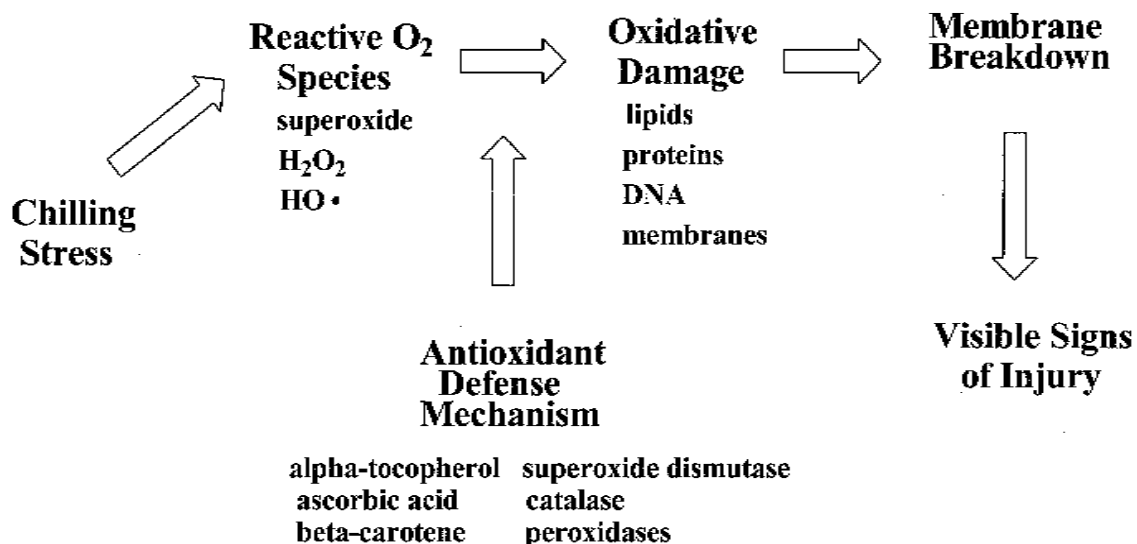 Chilling
Stress
Reactive O₂
Species
superoxide
H₂O₂
HO•
Oxidative
Damage
lipids
proteins
DNA
membranes
Membrane
Breakdown
Visible Signs
of Injury
Antioxidant
Defense
Mechanism
alpha-tocopherol superoxide dismutase
ascorbic acid catalase
beta-carotene peroxidases